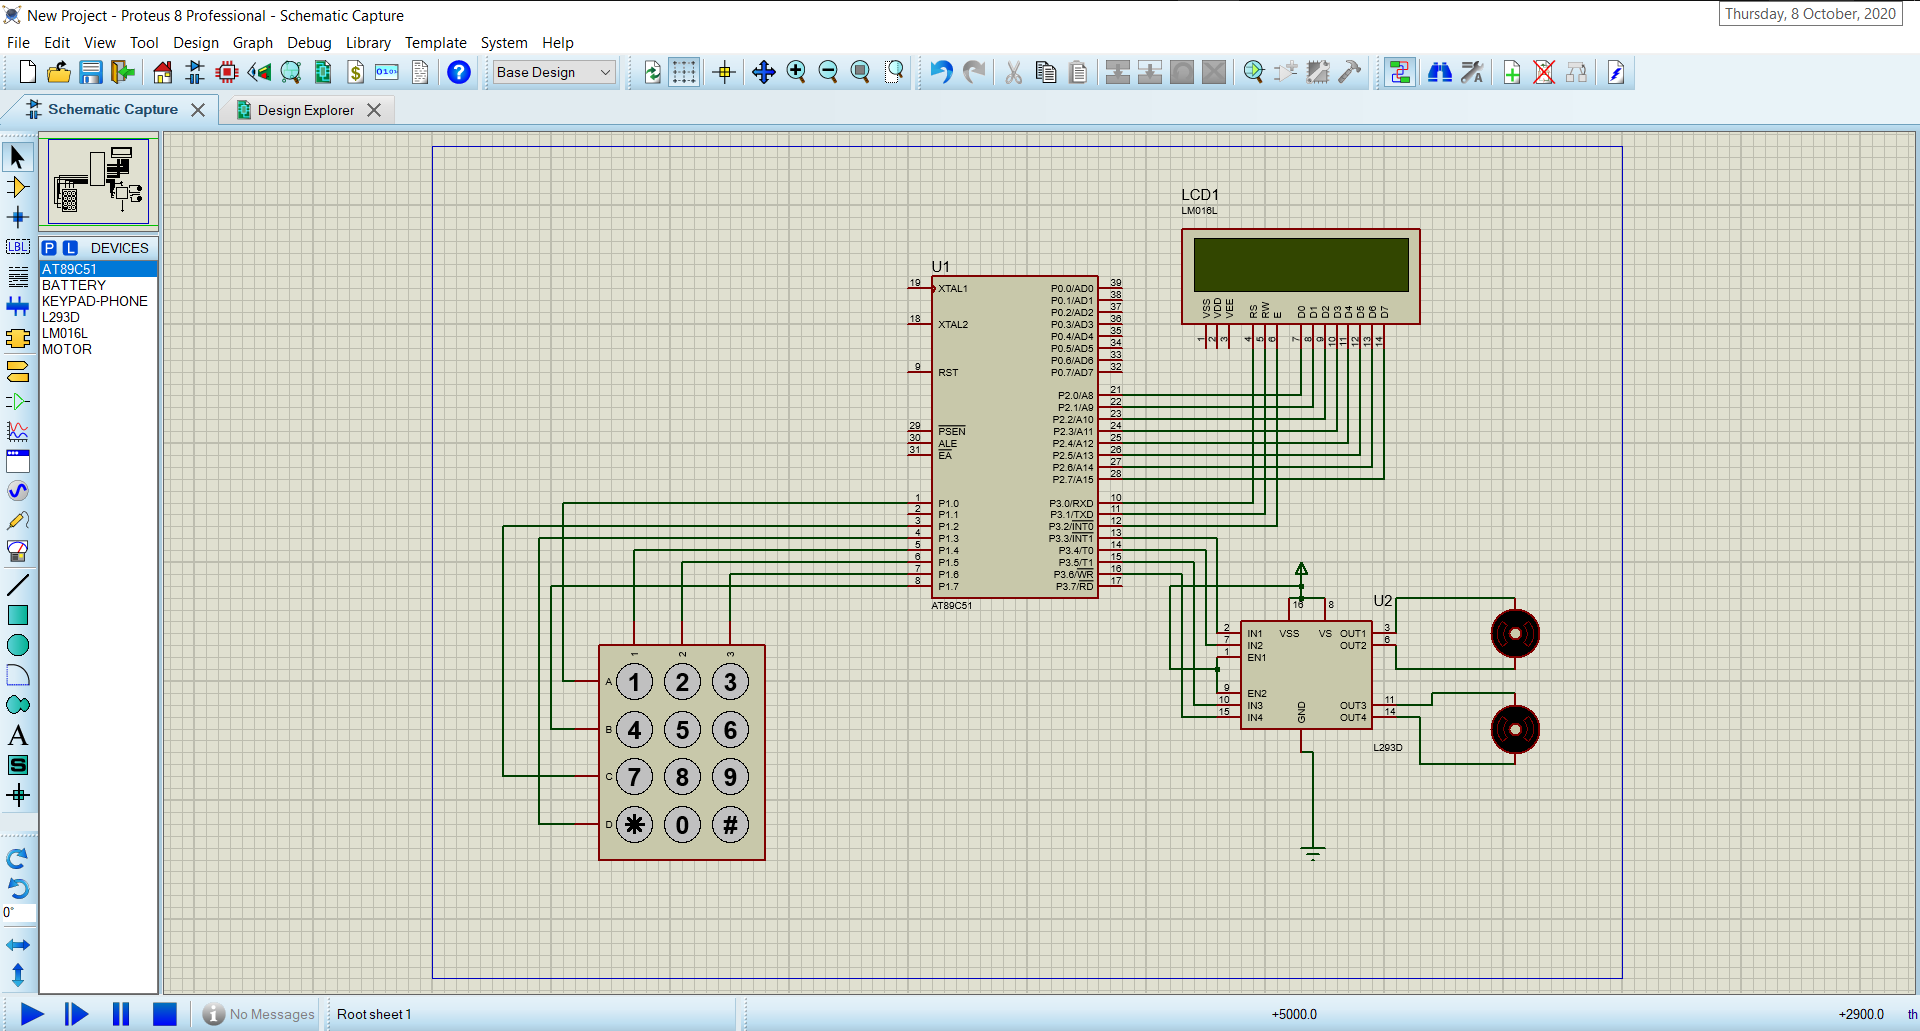 New Project - Proteus 8 Professional - Schematic Capture
Thursday, 8 October, 2020
File Edit View Tool Design Graph Debug Library Template System Help
Base Design
Schematic Capture
Design Explorer
P L DEVICES
AT89C51
BATTERY
KEYPAD-PHONE
L293D
LM016L
MOTOR
LBL
A
S
0°
LCD1
LM016L
VSS VDD VEE RS RW E D0 D1 D2 D3 D4 D5 D6 D7
1 2 3 4 5 6 7 8 9 10 11 12 13 14
U1
19 XTAL1
18 XTAL2
9 RST
29 PSEN
30 ALE
31 EA
1 P1.0
2 P1.1
3 P1.2
4 P1.3
5 P1.4
6 P1.5
7 P1.6
8 P1.7
P0.0/AD0 39
P0.1/AD1 38
P0.2/AD2 37
P0.3/AD3 36
P0.4/AD4 35
P0.5/AD5 34
P0.6/AD6 33
P0.7/AD7 32
P2.0/A8 21
P2.1/A9 22
P2.2/A10 23
P2.3/A11 24
P2.4/A12 25
P2.5/A13 26
P2.6/A14 27
P2.7/A15 28
P3.0/RXD 10
P3.1/TXD 11
P3.2/INT0 12
P3.3/INT1 13
P3.4/T0 14
P3.5/T1 15
P3.6/WR 16
P3.7/RD 17
AT89C51
U2
16 8
VSS VS
2 IN1
7 IN2
1 EN1
9 EN2
10 IN3
15 IN4
GND
OUT1 3
OUT2 6
OUT3 11
OUT4 14
L293D
1 2 3
A 1 2 3
B 4 5 6
C 7 8 9
D * 0 #
No Messages
Root sheet 1
+5000.0
+2900.0
th